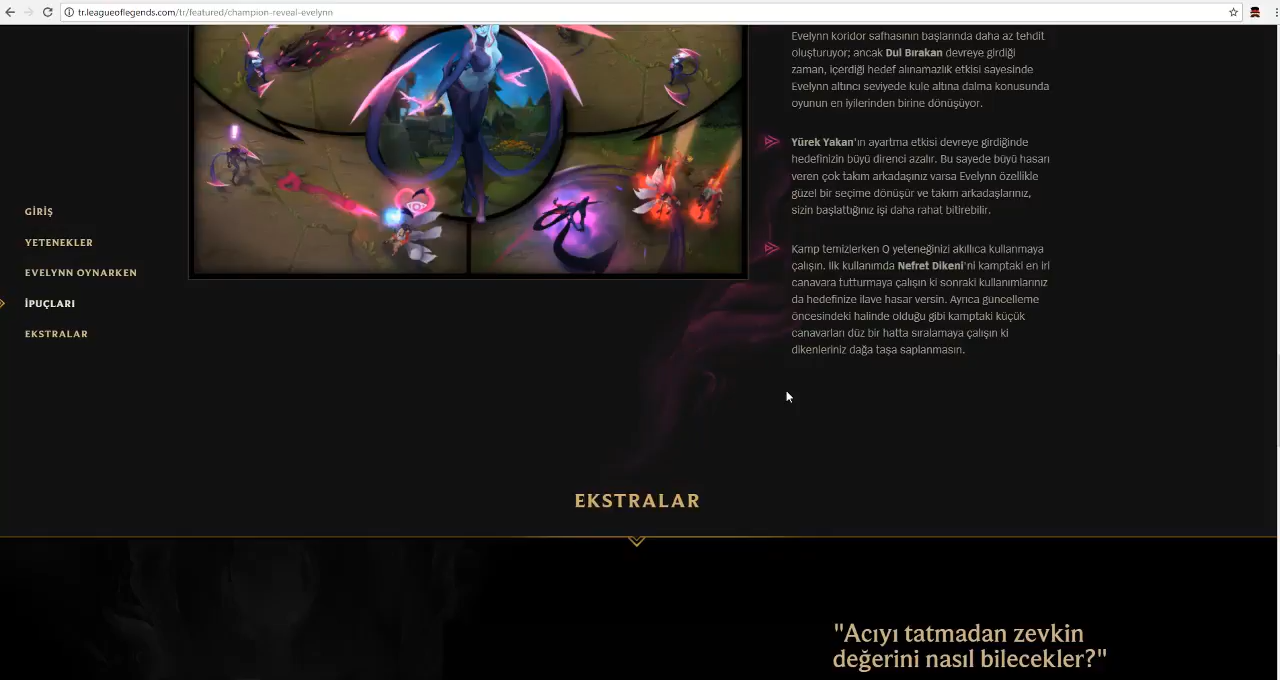 tr.leagueoflegends.com/tr/featured/champion-reveal-evelynn
GİRİŞ
YETENEKLER
EVELYNN OYNARKEN
İPUÇLARI
EKSTRALAR
Evelynn koridor safhasının başlarında daha az tehdit
oluşturuyor; ancak Dul Bırakan devreye girdiği
zaman, içerdiği hedef alınamazlık etkisi sayesinde
Evelynn altıncı seviyede kule altına dalma konusunda
oyunun en iyilerinden birine dönüşüyor.
Yürek Yakan'ın ayartma etkisi devreye girdiğinde
hedefinizin büyü direnci azalır. Bu sayede büyü hasarı
veren çok takım arkadaşınız varsa Evelynn özellikle
güzel bir seçime dönüşür ve takım arkadaşlarınız,
sizin başlattığınız işi daha rahat bitirebilir.
Kamp temizlerken Q yeteneğinizi akıllıca kullanmaya
çalışın. İlk kullanımda Nefret Dikeni'ni kamptaki en iri
canavara tutturmaya çalışın ki sonraki kullanımlarınız
da hedefinize ilave hasar versin. Ayrıca güncelleme
öncesindeki halinde olduğu gibi kamptaki küçük
canavarları düz bir hatta sıralamaya çalışın ki
dikenleriniz dağa taşa saplanmasın.
EKSTRALAR
"Acıyı tatmadan zevkin
değerini nasıl bilecekler?"